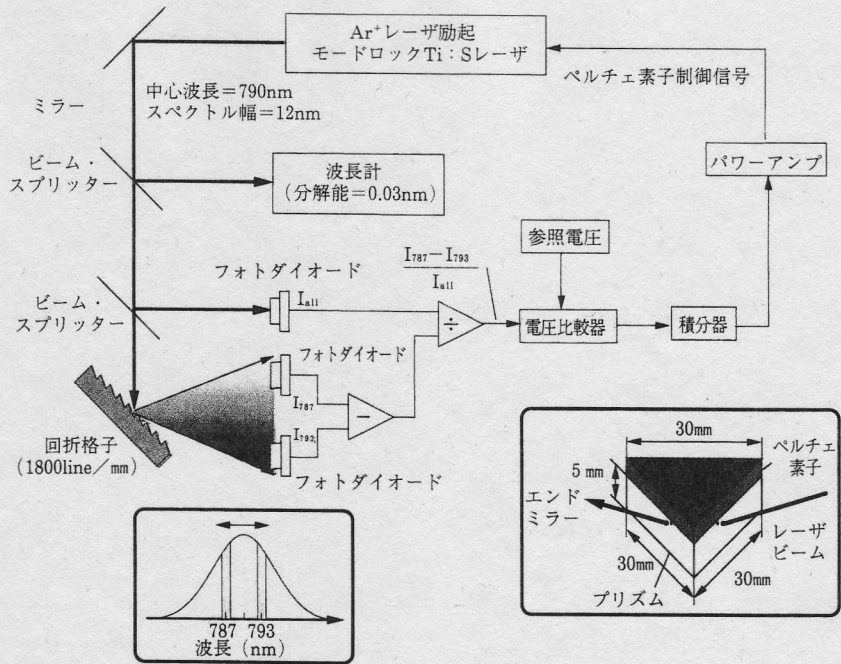 Ar⁺レーザ励起
モードロックTi：Sレーザ
ペルチェ素子制御信号
中心波長＝790nm
スペクトル幅＝12nm
ミラー
ビーム・
スプリッター
波長計
(分解能＝0.03nm)
パワーアンプ
参照電圧
フォトダイオード
I₇₈₇−I₇₉₃
Iall
ビーム・
スプリッター
Iall
÷
電圧比較器
積分器
フォトダイオード
I₇₈₇
−
I₇₉₃
フォトダイオード
回折格子
(1800line／mm)
787 793
波長（nm）
30mm
ペルチェ
素子
5mm
エンド
ミラー
レーザ
ビーム
30mm
30mm
プリズム